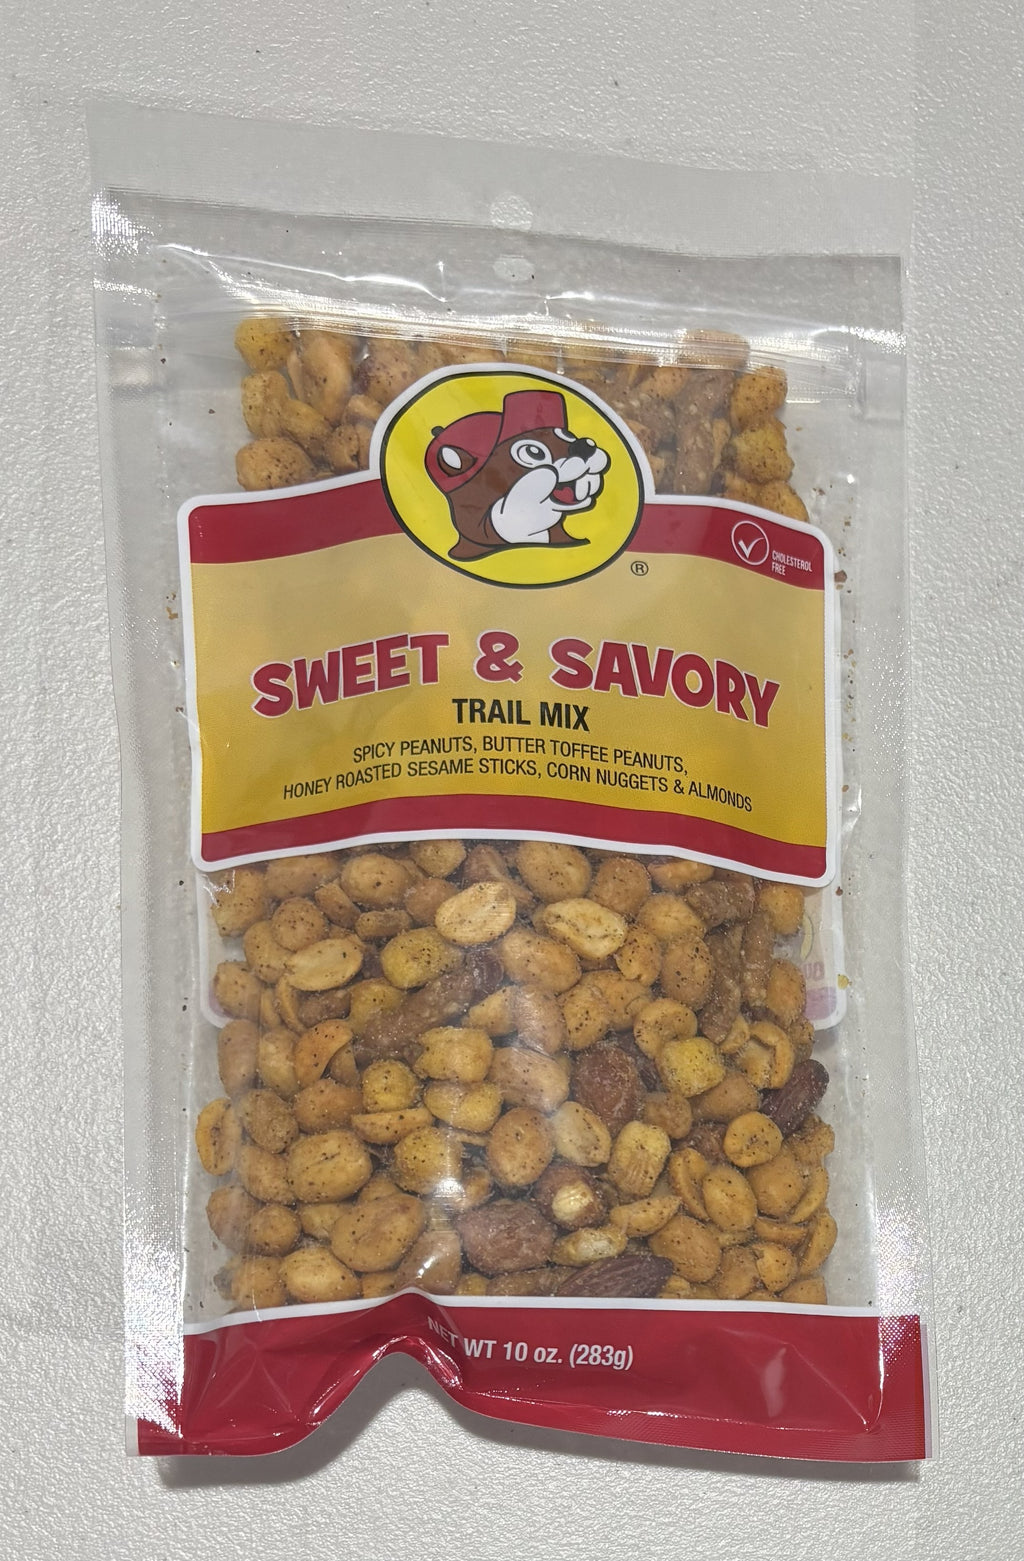 ®
CHOLESTEROL
FREE
SWEET & SAVORY
TRAIL MIX
SPICY PEANUTS, BUTTER TOFFEE PEANUTS,
HONEY ROASTED SESAME STICKS, CORN NUGGETS & ALMONDS
NET WT 10 oz. (283g)